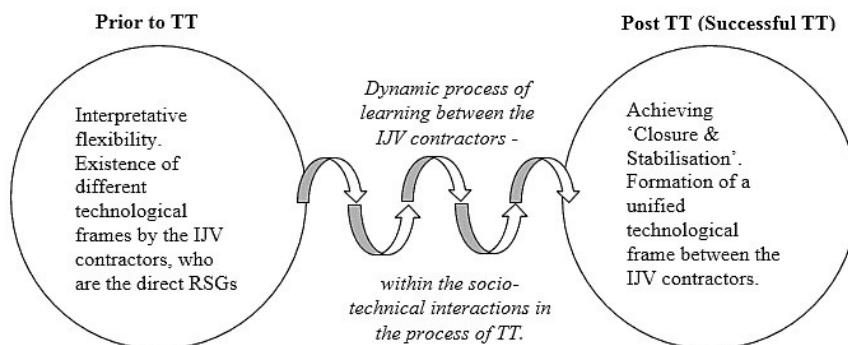 Prior to TT
Post TT (Successful TT)
Interpretative
flexibility.
Existence of
different
technological
frames by the IJV
contractors, who
are the direct RSGs
Dynamic process of
learning between the
IJV contractors -
within the socio-
technical interactions in
the process of TT.
Achieving
‘Closure &
Stabilisation’.
Formation of a
unified
technological
frame between the
IJV contractors.